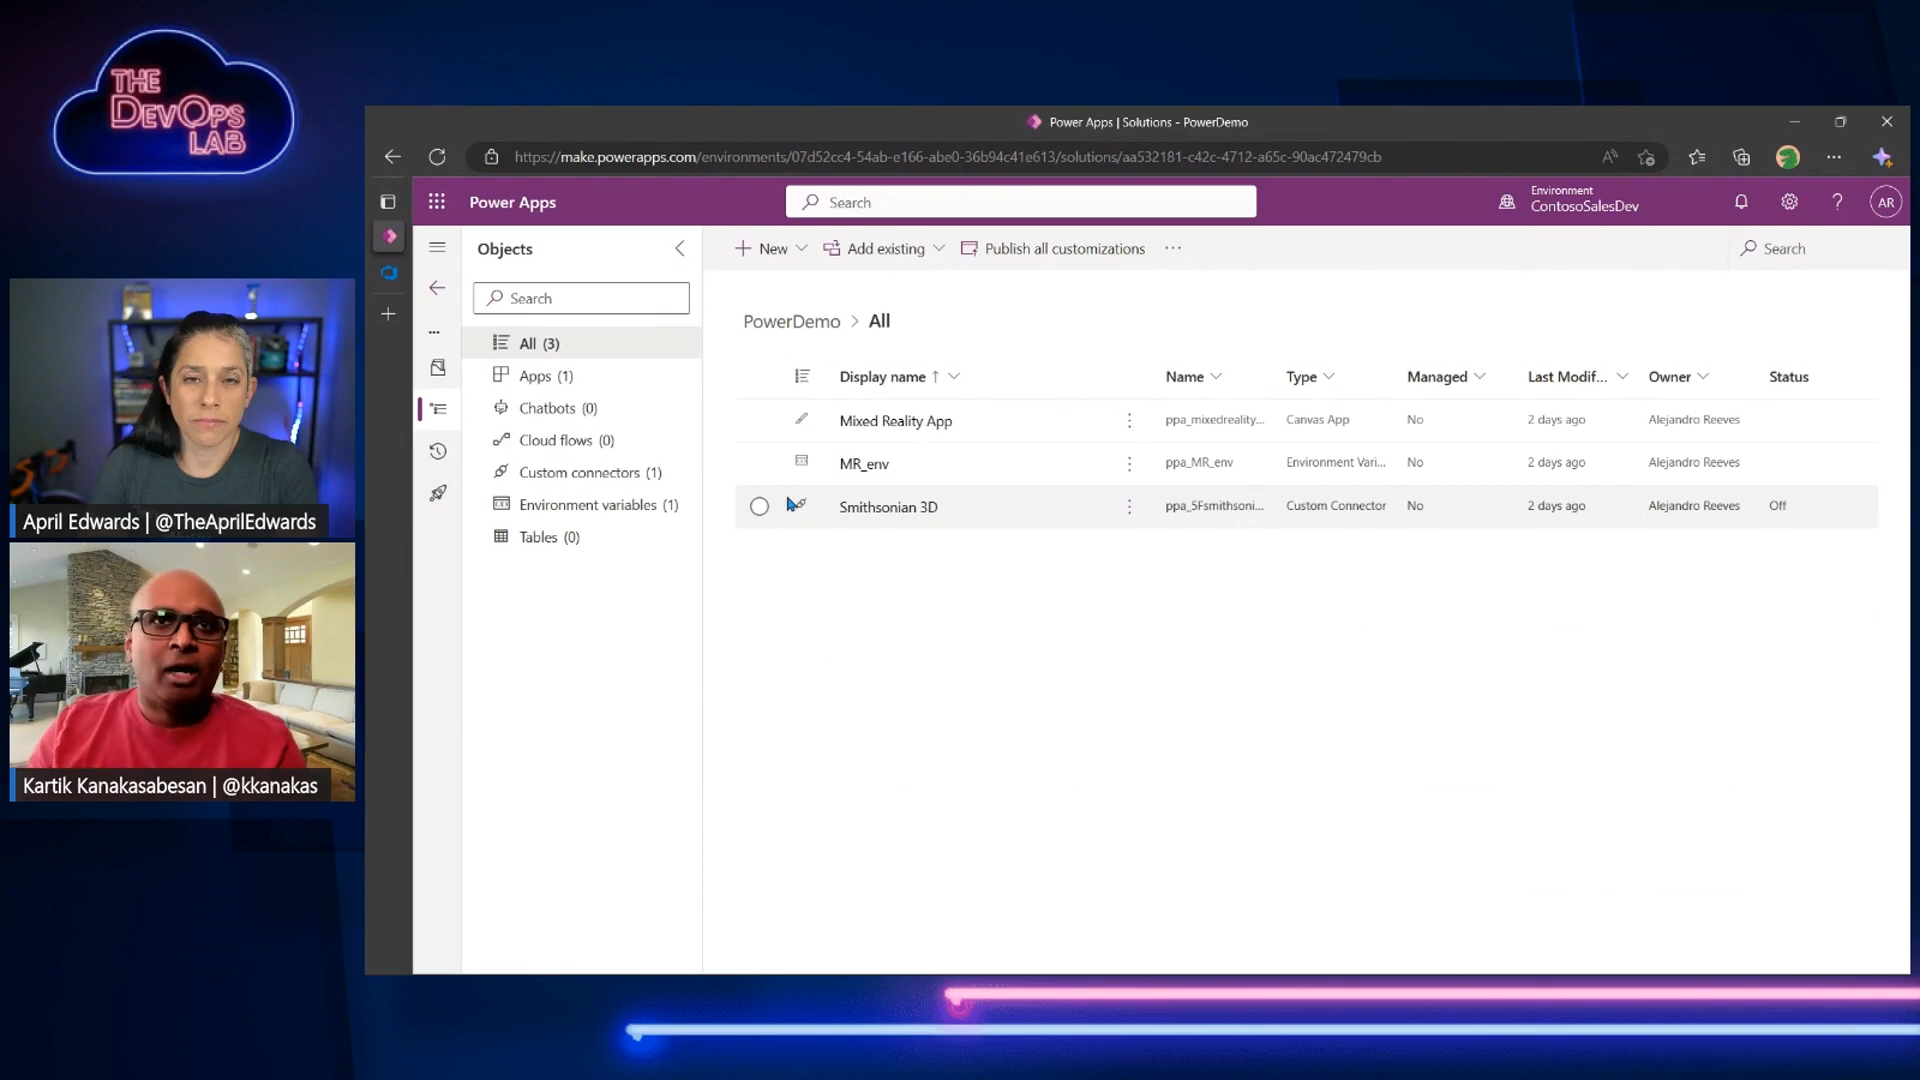 THE
DEVOPS
LAB
Power Apps | Solutions - PowerDemo
https://make.powerapps.com/environments/07d52cc4-54ab-e166-abe0-36b94c41e613/solutions/aa532181-c42c-4712-a65c-90ac472479cb
Power Apps
Search
Environment
ContosoSalesDev
?
AR
Objects
New
Add existing
Publish all customizations
Search
Search
PowerDemo > All
All (3)
Apps (1)
Chatbots (0)
Cloud flows (0)
Custom connectors (1)
Environment variables (1)
Tables (0)
Display name ↑ Name Type Managed Last Modif... Owner Status
Mixed Reality App ppa_mixedreality... Canvas App No 2 days ago Alejandro Reeves
MR_env ppa_MR_env Environment Vari... No 2 days ago Alejandro Reeves
Smithsonian 3D ppa_5Fsmithsoni... Custom Connector No 2 days ago Alejandro Reeves Off
April Edwards | @TheAprilEdwards
Kartik Kanakasabesan | @kkanakas